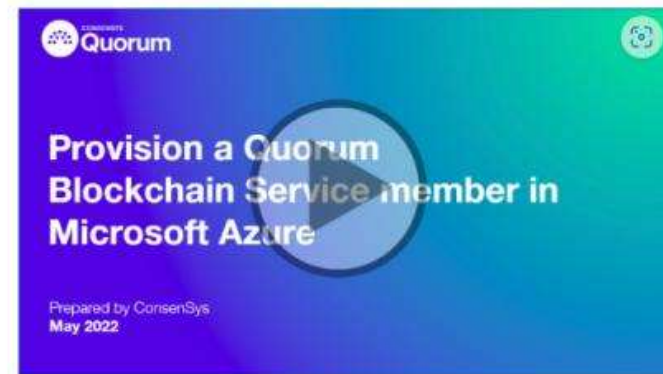 CONSENSYS
Quorum
Provision a Quorum
Blockchain Service member in
Microsoft Azure
Prepared by ConsenSys
May 2022